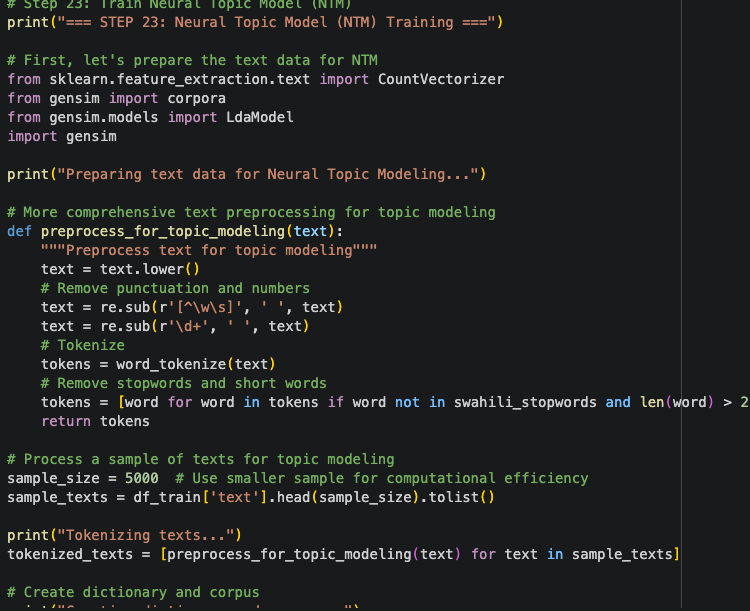 # Step 23: Train Neural Topic Model (NTM)
print("=== STEP 23: Neural Topic Model (NTM) Training ===")

# First, let's prepare the text data for NTM
from sklearn.feature_extraction.text import CountVectorizer
from gensim import corpora
from gensim.models import LdaModel
import gensim

print("Preparing text data for Neural Topic Modeling...")

# More comprehensive text preprocessing for topic modeling
def preprocess_for_topic_modeling(text):
    """Preprocess text for topic modeling"""
    text = text.lower()
    # Remove punctuation and numbers
    text = re.sub(r'[^\w\s]', ' ', text)
    text = re.sub(r'\d+', ' ', text)
    # Tokenize
    tokens = word_tokenize(text)
    # Remove stopwords and short words
    tokens = [word for word in tokens if word not in swahili_stopwords and len(word) > 2
    return tokens

# Process a sample of texts for topic modeling
sample_size = 5000  # Use smaller sample for computational efficiency
sample_texts = df_train['text'].head(sample_size).tolist()

print("Tokenizing texts...")
tokenized_texts = [preprocess_for_topic_modeling(text) for text in sample_texts]

# Create dictionary and corpus